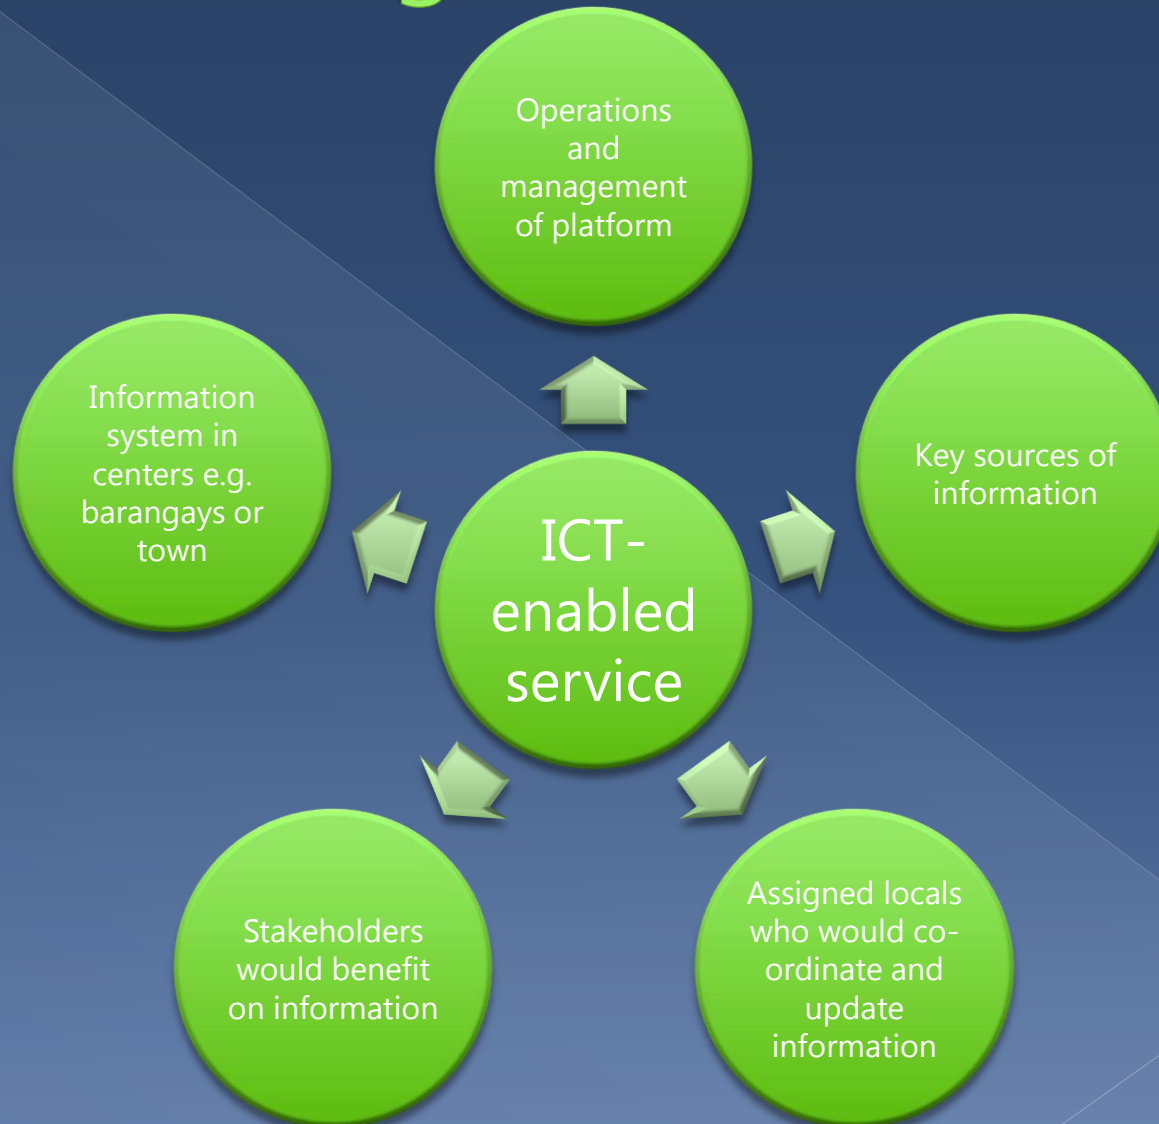 Operations
and
management
of platform
Information
system in
centers e.g.
barangays or
town
Key sources of
information
ICT-
enabled
service
Stakeholders
would benefit
on information
Assigned locals
who would co-
ordinate and
update
information